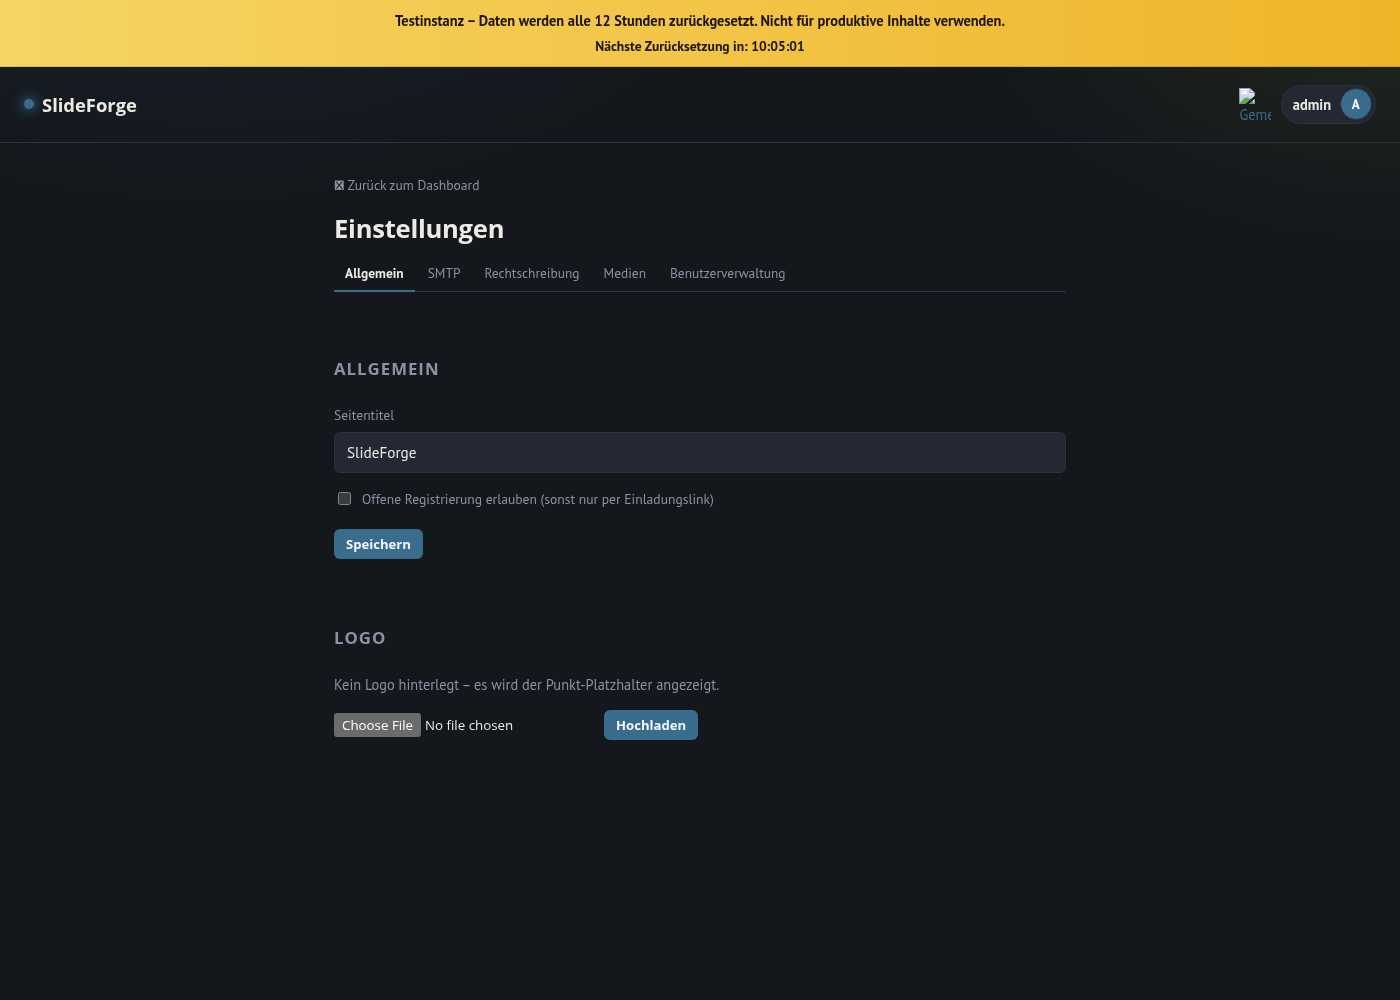 Testinstanz – Daten werden alle 12 Stunden zurückgesetzt. Nicht für produktive Inhalte verwenden.
Nächste Zurücksetzung in: 10:05:01
SlideForge
Geme
admin A
Zurück zum Dashboard
Einstellungen
Allgemein SMTP Rechtschreibung Medien Benutzerverwaltung
ALLGEMEIN
Seitentitel
SlideForge
Offene Registrierung erlauben (sonst nur per Einladungslink)
Speichern
LOGO
Kein Logo hinterlegt – es wird der Punkt-Platzhalter angezeigt.
Choose File No file chosen Hochladen